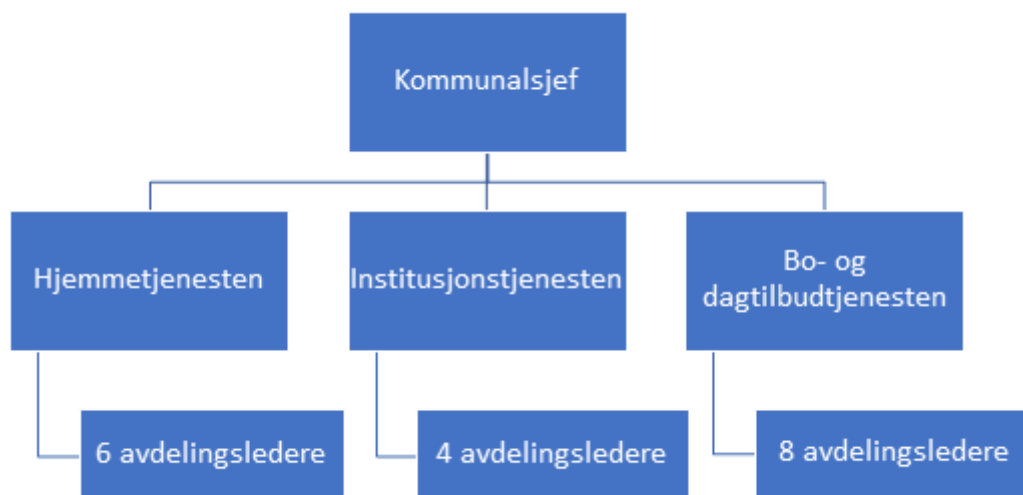 Kommunalsjef
Hjemmetjenesten
Institusjonstjenesten
Bo- og
dagtilbudtjenesten
6 avdelingsledere
4 avdelingsledere
8 avdelingsledere